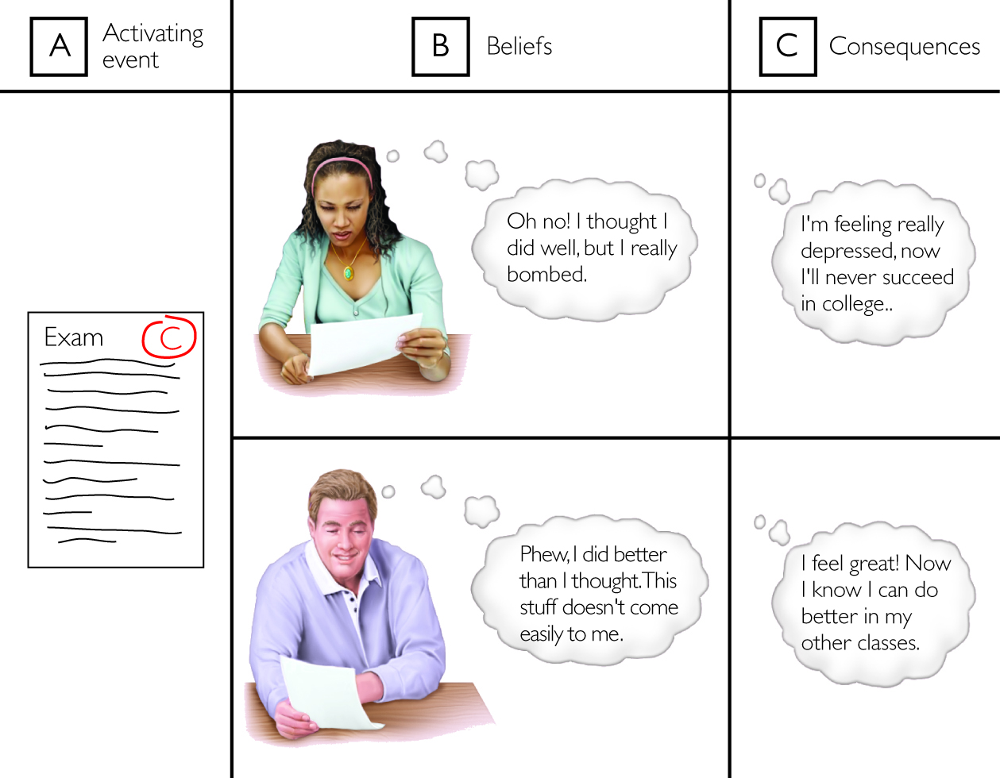 A
Activating
event
B
Beliefs
C
Consequences
Exam
C
Oh no! I thought I
did well, but I really
bombed.
I'm feeling really
depressed, now
I'll never succeed
in college..
Phew, I did better
than I thought. This
stuff doesn't come
easily to me.
I feel great! Now
I know I can do
better in my
other classes.